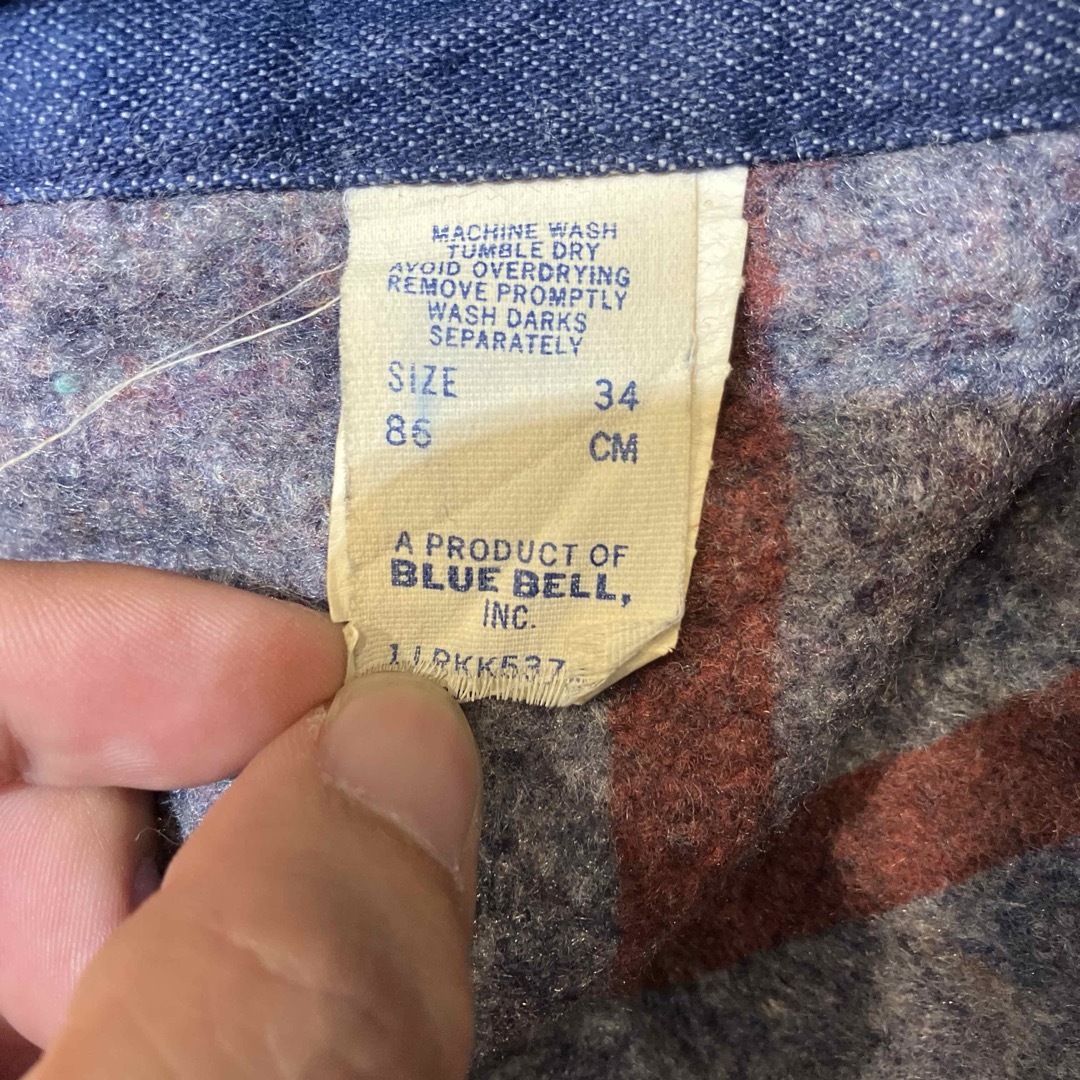 MACHINE WASH
TUMBLE DRY
AVOID OVERDRYING
REMOVE PROMPTLY
WASH DARKS
SEPARATELY
SIZE 34
86 CM
A PRODUCT OF
BLUE BELL,
INC.